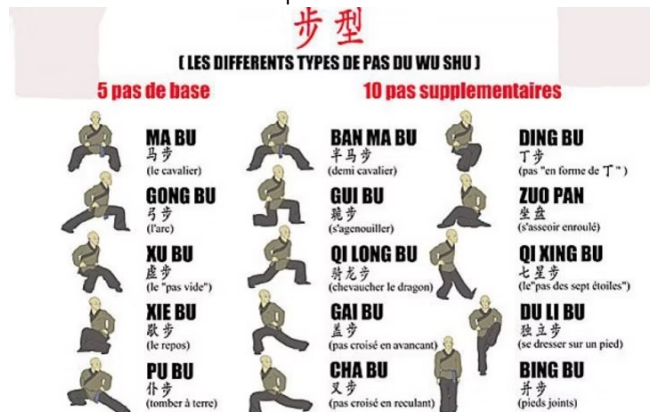 步型
( LES DIFFERENTS TYPES DE PAS DU WU SHU )
5 pas de base
10 pas supplementaires
MA BU
马步
(le cavalier)
GONG BU
弓步
(l'arc)
XU BU
虚步
(le "pas vide")
XIE BU
歇步
(le repos)
PU BU
仆步
(tomber à terre)
BAN MA BU
半马步
(demi cavalier)
GUI BU
跪步
(s'agenouiller)
QI LONG BU
骑龙步
(chevaucher le dragon)
GAI BU
盖步
(pas croisé en avancant)
CHA BU
叉步
(pas croisé en reculant)
DING BU
丁步
(pas "en forme de 丁" )
ZUO PAN
坐盘
(s'asseoir enroulé)
QI XING BU
七星步
(le"pas des sept étoiles")
DU LI BU
独立步
(se dresser sur un pied)
BING BU
并步
(pieds joints)